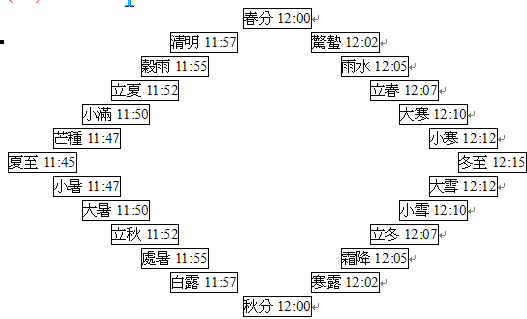 春分 12:00
清明 11:57 驚蟄 12:02
穀雨 11:55 雨水 12:05
立夏 11:52 立春 12:07
小滿 11:50 大寒 12:10
芒種 11:47 小寒 12:12
夏至 11:45 冬至 12:15
小暑 11:47 大雪 12:12
大暑 11:50 小雪 12:10
立秋 11:52 立冬 12:07
處暑 11:55 霜降 12:05
白露 11:57 寒露 12:02
秋分 12:00